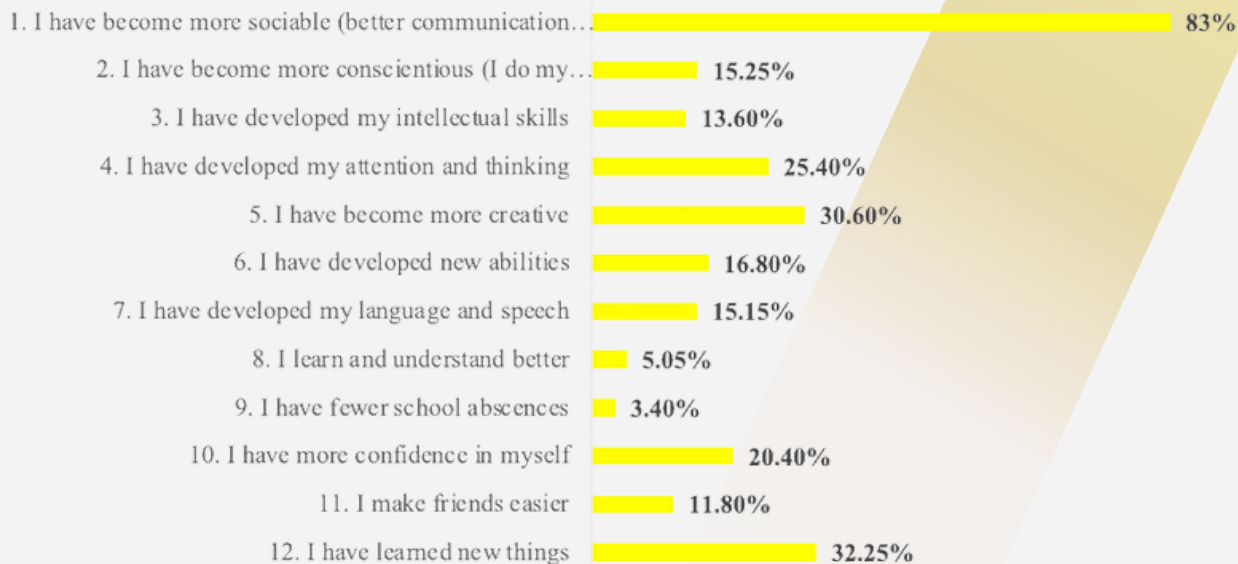 1. I have become more sociable (better communication… 83%
2. I have become more conscientious (I do my… 15.25%
3. I have developed my intellectual skills 13.60%
4. I have developed my attention and thinking 25.40%
5. I have become more creative 30.60%
6. I have developed new abilities 16.80%
7. I have developed my language and speech 15.15%
8. I learn and understand better 5.05%
9. I have fewer school abscences 3.40%
10. I have more confidence in myself 20.40%
11. I make friends easier 11.80%
12. I have learned new things 32.25%